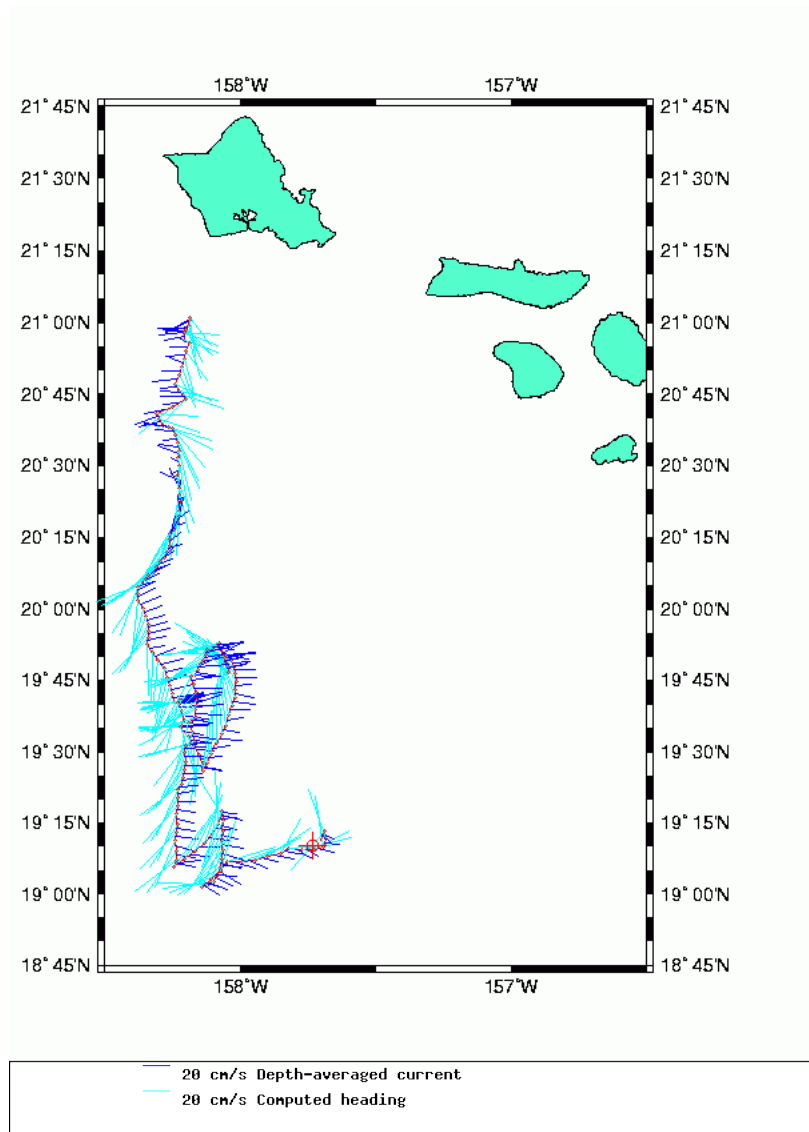 158°W 157°W
21°45'N 21°45'N
21°30'N 21°30'N
21°15'N 21°15'N
21°00'N 21°00'N
20°45'N 20°45'N
20°30'N 20°30'N
20°15'N 20°15'N
20°00'N 20°00'N
19°45'N 19°45'N
19°30'N 19°30'N
19°15'N 19°15'N
19°00'N 19°00'N
18°45'N 18°45'N
158°W 157°W
20 cm/s Depth-averaged current
20 cm/s Computed heading